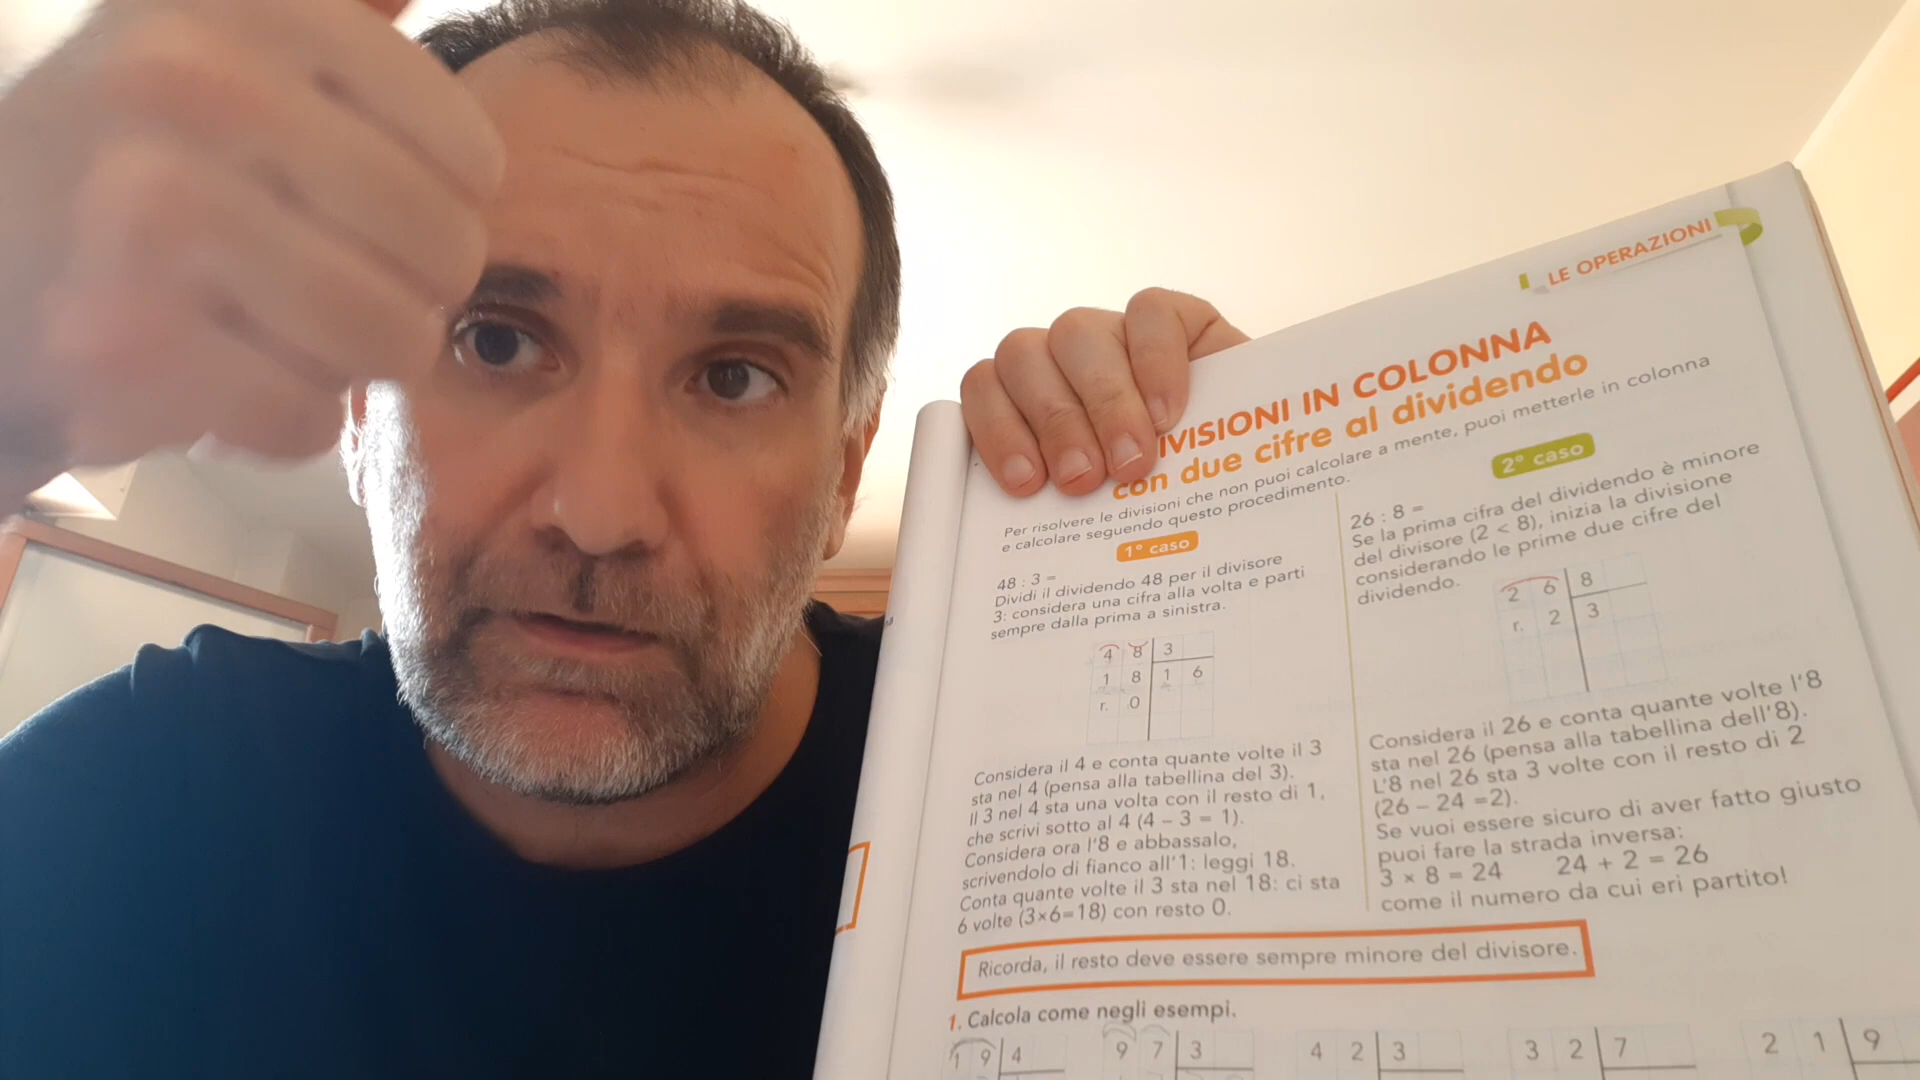 LE OPERAZIONI
IVISIONI IN COLONNA
con due cifre al dividendo
Per risolvere le divisioni che non puoi calcolare a mente, puoi metterle in colonna
e calcolare seguendo questo procedimento.
1° caso
48 : 3 =
Dividi il dividendo 48 per il divisore
3: considera una cifra alla volta e parti
sempre dalla prima a sinistra.
4 8 3
1 8 1 6
r. 0
Considera il 4 e conta quante volte il 3
sta nel 4 (pensa alla tabellina del 3).
Il 3 nel 4 sta una volta con il resto di 1,
che scrivi sotto al 4 (4 – 3 = 1).
Considera ora l'8 e abbassalo,
scrivendolo di fianco all'1: leggi 18.
Conta quante volte il 3 sta nel 18: ci sta
6 volte (3×6=18) con resto 0.
2° caso
26 : 8 =
Se la prima cifra del dividendo è minore
del divisore (2 < 8), inizia la divisione
considerando le prime due cifre del
dividendo.
2 6 8
r. 2 3
Considera il 26 e conta quante volte l'8
sta nel 26 (pensa alla tabellina dell'8).
L'8 nel 26 sta 3 volte con il resto di 2
(26 – 24 =2).
Se vuoi essere sicuro di aver fatto giusto
puoi fare la strada inversa:
3 × 8 = 24 24 + 2 = 26
come il numero da cui eri partito!
Ricorda, il resto deve essere sempre minore del divisore.
1. Calcola come negli esempi.
1 9 4 9 7 3 4 2 3 3 2 7 2 1 9